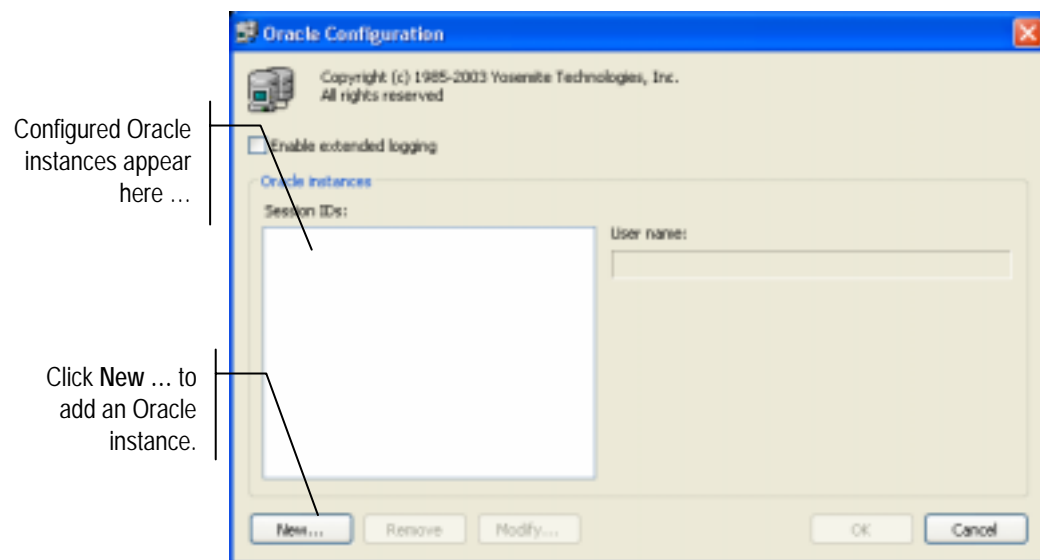 Oracle Configuration
Copyright (c) 1985-2003 Yosemite Technologies, Inc.
All rights reserved
Configured Oracle
instances appear
here …
Enable extended logging
Oracle instances
Session IDs:
User name:
Click New … to
add an Oracle
instance.
New...
Remove
Modify...
OK
Cancel